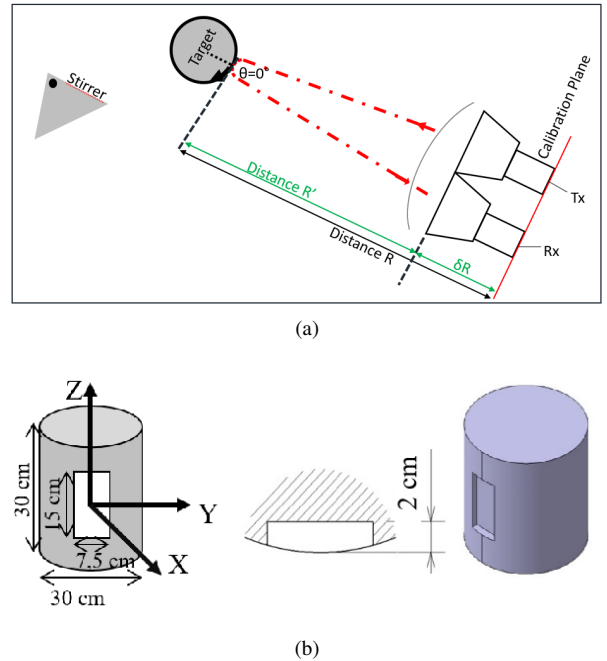 Target
θ=0°
Stirrer
Calibration Plane
Distance R'
Distance R
δR
Tx
Rx
(a)
Z
30 cm
15 cm
Y
7.5 cm
X
30 cm
2 cm
(b)